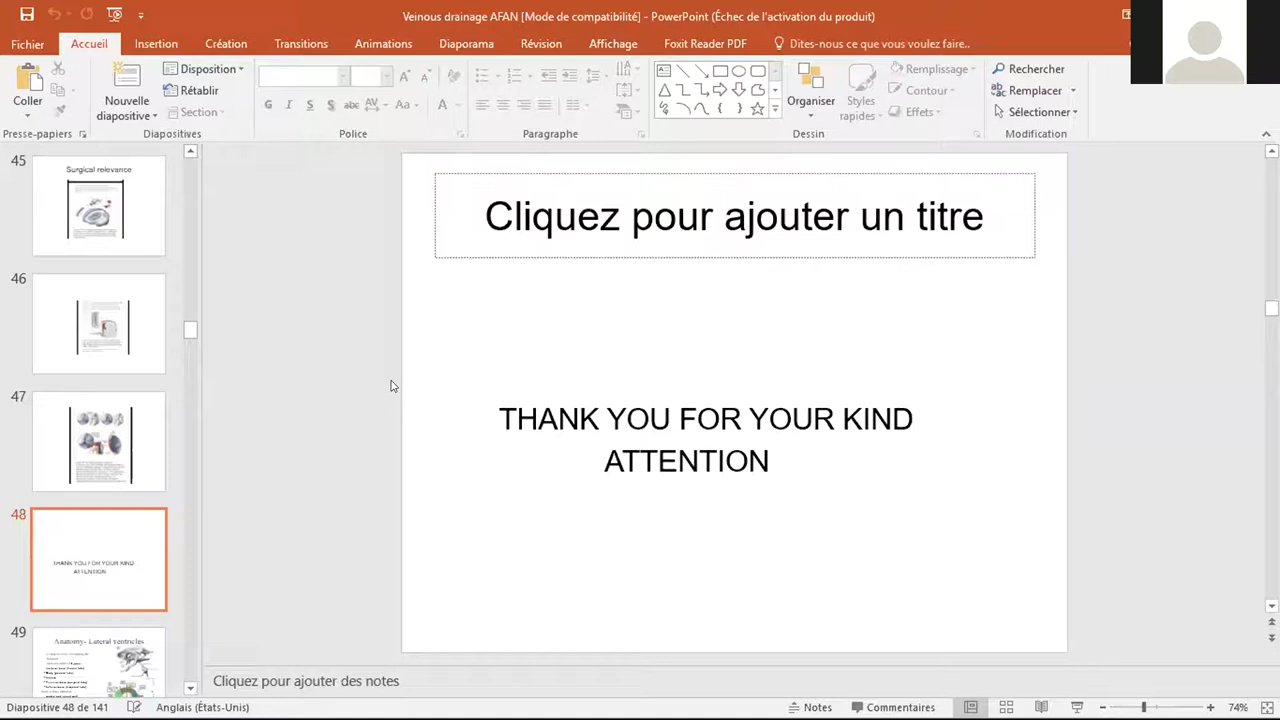 Veinous drainage AFAN [Mode de compatibilité] - PowerPoint (Échec de l'activation du produit)
Fichier Accueil Insertion Création Transitions Animations Diaporama Révision Affichage Foxit Reader PDF Dites-nous ce que vous voulez faire..
Coller
Presse-papiers
Nouvelle diapositive
Disposition
Rétablir
Section
Diapositives
G I S S abc AV Aa A
Police
Paragraphe
Organiser
Styles rapides
Remplissage
Contour
Effets
Dessin
Rechercher
Remplacer
Sélectionner
Modification
45
Surgical relevance
46
47
48
THANK YOU FOR YOUR KIND
ATTENTION
49
Anatomy- Lateral ventricles
Cliquez pour ajouter un titre
THANK YOU FOR YOUR KIND
ATTENTION
Cliquez pour ajouter des notes
Diapositive 48 de 141 Anglais (États-Unis) Notes Commentaires 74%